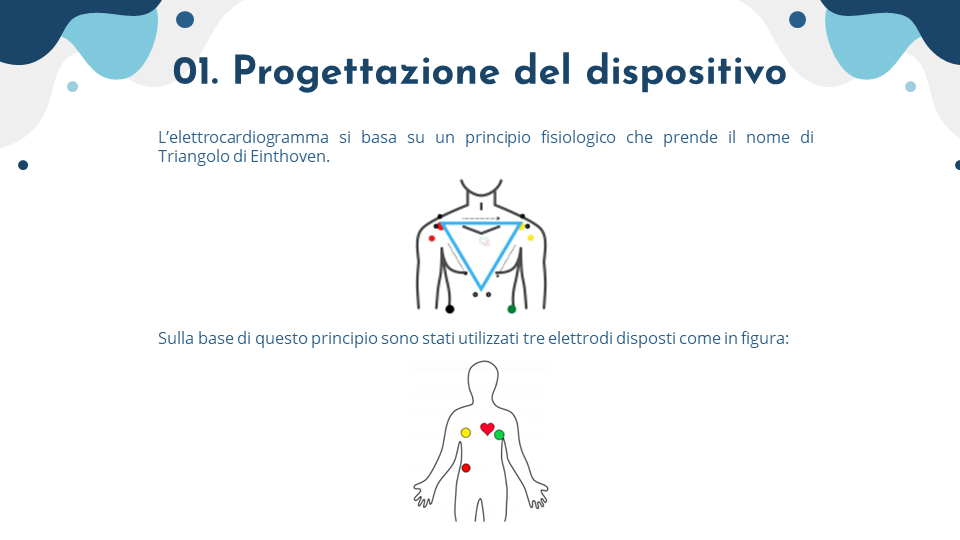 01. Progettazione del dispositivo
L’elettrocardiogramma si basa su un principio fisiologico che prende il nome di
Triangolo di Einthoven.
Sulla base di questo principio sono stati utilizzati tre elettrodi disposti come in figura: